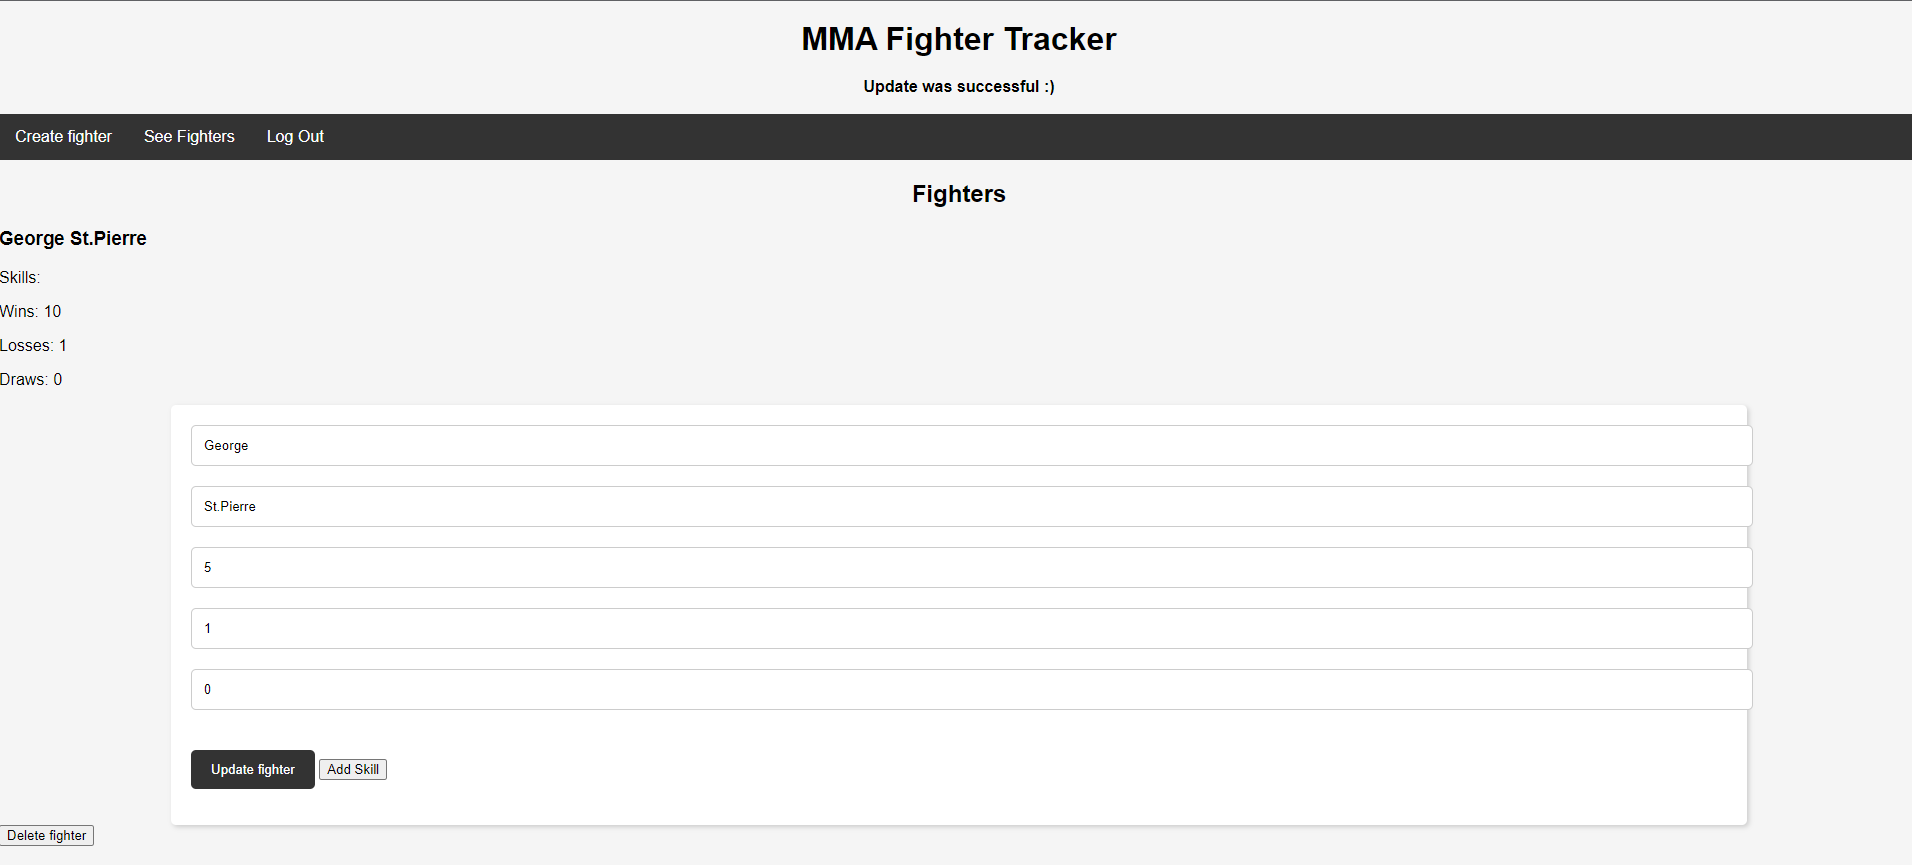 MMA Fighter Tracker
Update was successful :)
Create fighter See Fighters Log Out
Fighters
George St.Pierre
Skills:
Wins: 10
Losses: 1
Draws: 0
George
St.Pierre
5
1
0
Update fighter Add Skill
Delete fighter